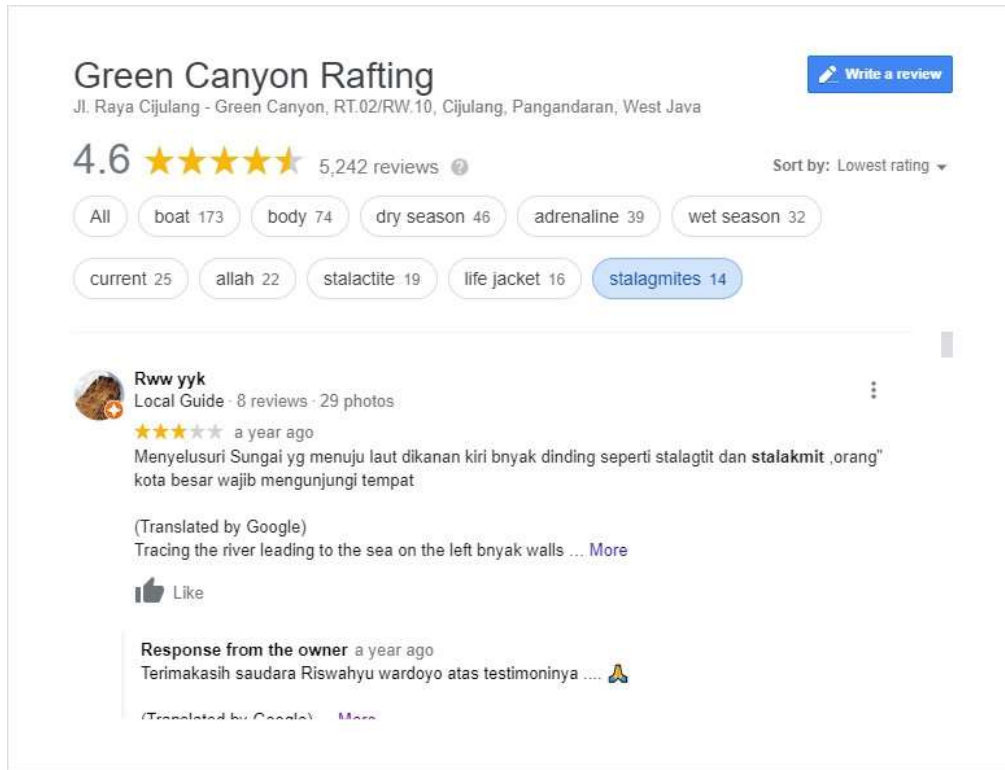 Green Canyon Rafting
Write a review
Jl. Raya Cijulang - Green Canyon, RT.02/RW.10, Cijulang, Pangandaran, West Java
4.6 5,242 reviews ?
Sort by: Lowest rating
All boat 173 body 74 dry season 46 adrenaline 39 wet season 32
current 25 allah 22 stalactite 19 life jacket 16 stalagmites 14
Rww yyk
Local Guide · 8 reviews · 29 photos
a year ago
Menyelusuri Sungai yg menuju laut dikanan kiri bnyak dinding seperti stalagtit dan stalakmit ,orang"
kota besar wajib mengunjungi tempat
(Translated by Google)
Tracing the river leading to the sea on the left bnyak walls ... More
Like
Response from the owner a year ago
Terimakasih saudara Riswahyu wardoyo atas testimoninya .... 🙏
(Translated by Google) ... More